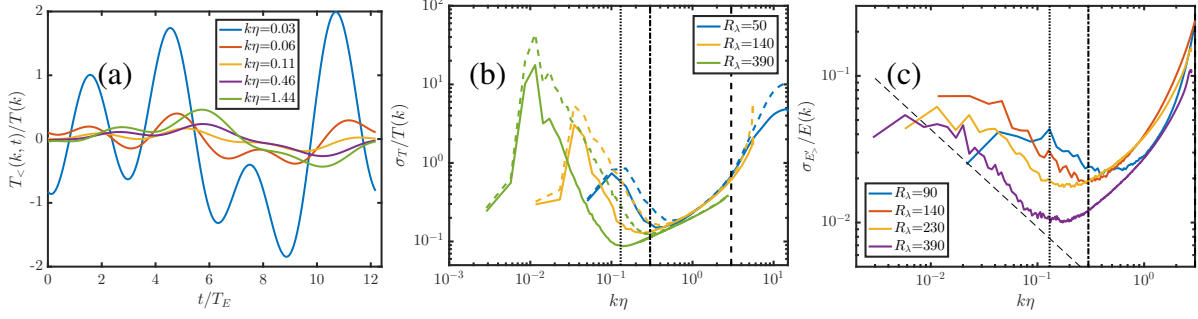 (a)
kη=0.03
kη=0.06
kη=0.11
kη=0.46
kη=1.44
T<(k, t)/T(k)
2
1
0
-1
-2
0
2
4
6
8
10
12
t/T_E
(b)
R_λ=50
R_λ=140
R_λ=390
σ_T/T(k)
10^2
10^1
10^0
10^-1
10^-3
10^-2
10^-1
10^0
10^1
kη
(c)
R_λ=90
R_λ=140
R_λ=230
R_λ=390
σ_E'>/E(k)
10^-1
10^-2
10^-2
10^-1
10^0
kη